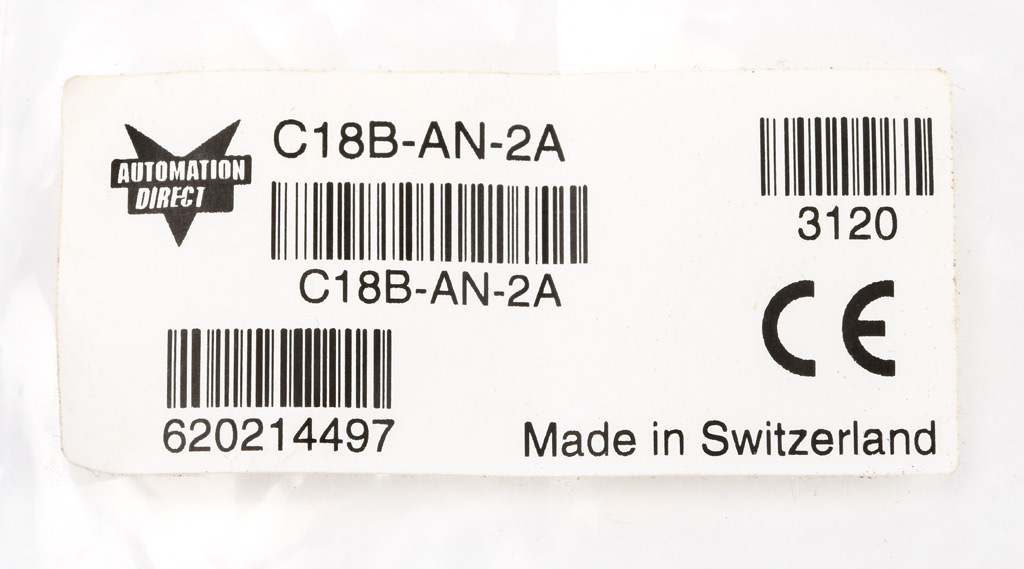 AUTOMATION
DIRECT
C18B-AN-2A
C18B-AN-2A
3120
CE
620214497
Made in Switzerland